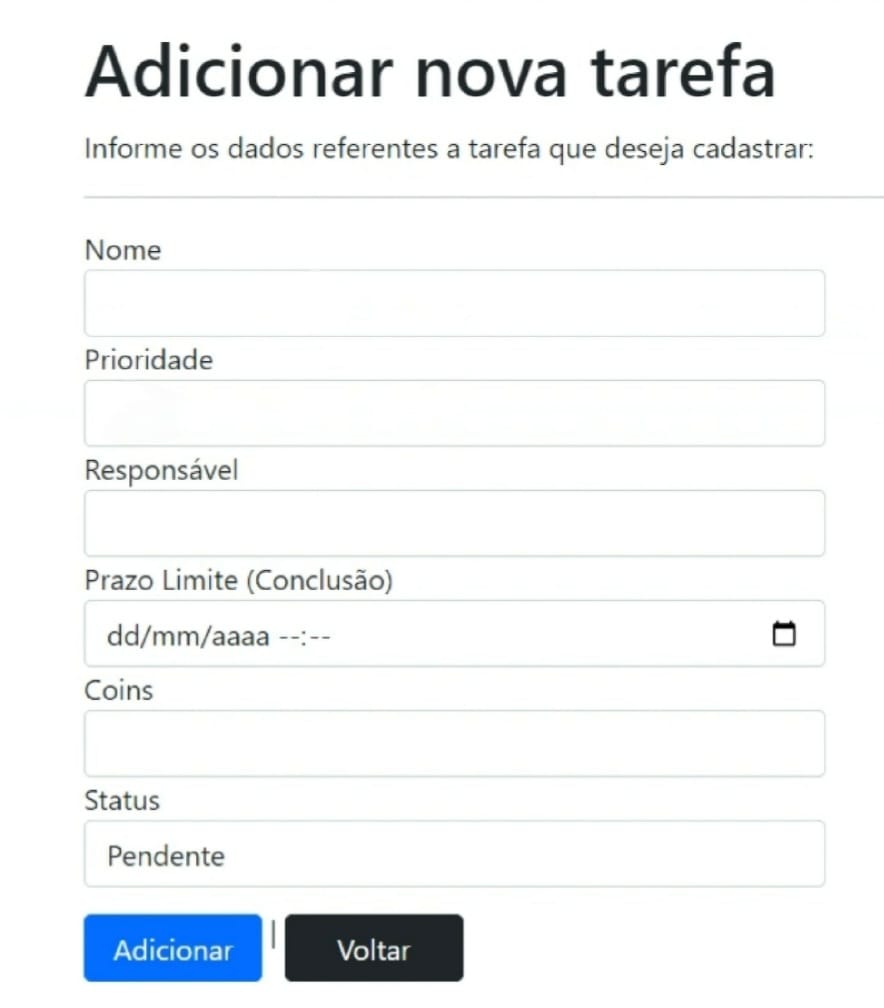 Adicionar nova tarefa
Informe os dados referentes a tarefa que deseja cadastrar:
Nome
Prioridade
Responsável
Prazo Limite (Conclusão)
dd/mm/aaaa --:--
Coins
Status
Pendente
Adicionar | Voltar